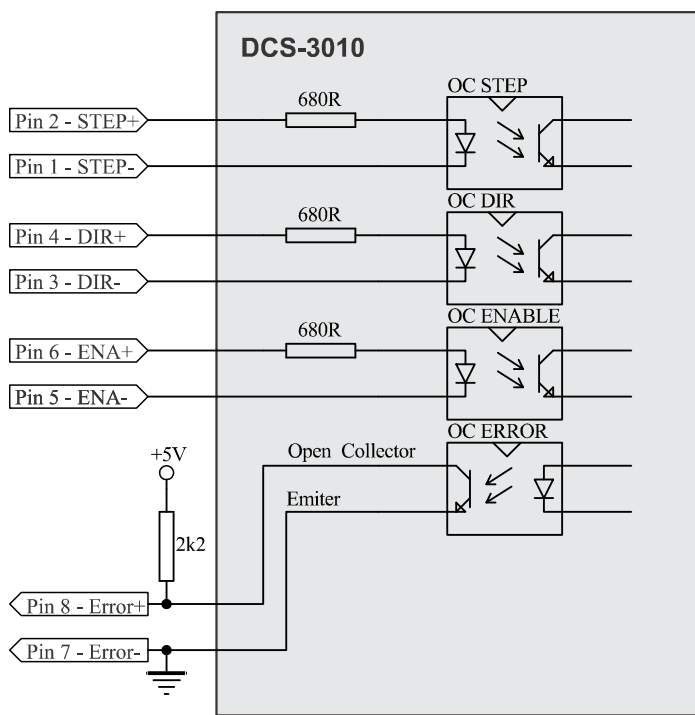 DCS-3010
OC STEP
680R
Pin 2 - STEP+
Pin 1 - STEP-
OC DIR
680R
Pin 4 - DIR+
Pin 3 - DIR-
OC ENABLE
680R
Pin 6 - ENA+
Pin 5 - ENA-
OC ERROR
Open Collector
+5V
Emiter
2k2
Pin 8 - Error+
Pin 7 - Error-